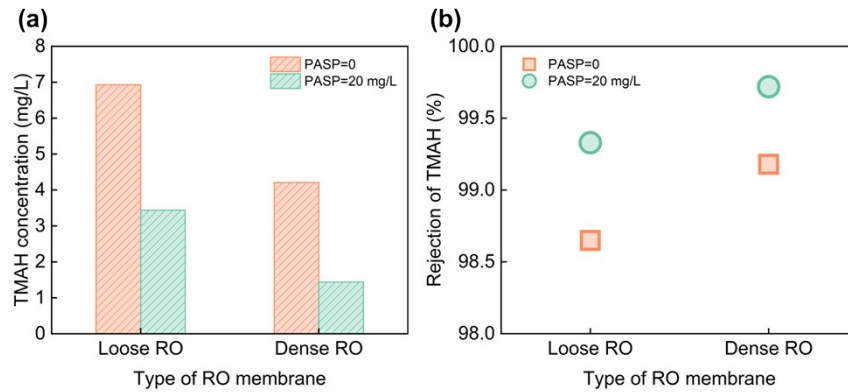 (a)
TMAH concentration (mg/L)
8
7
6
5
4
3
2
1
0
PASP=0
PASP=20 mg/L
Loose RO
Dense RO
Type of RO membrane
(b)
Rejection of TMAH (%)
100.0
99.5
99.0
98.5
98.0
PASP=0
PASP=20 mg/L
Loose RO
Dense RO
Type of RO membrane